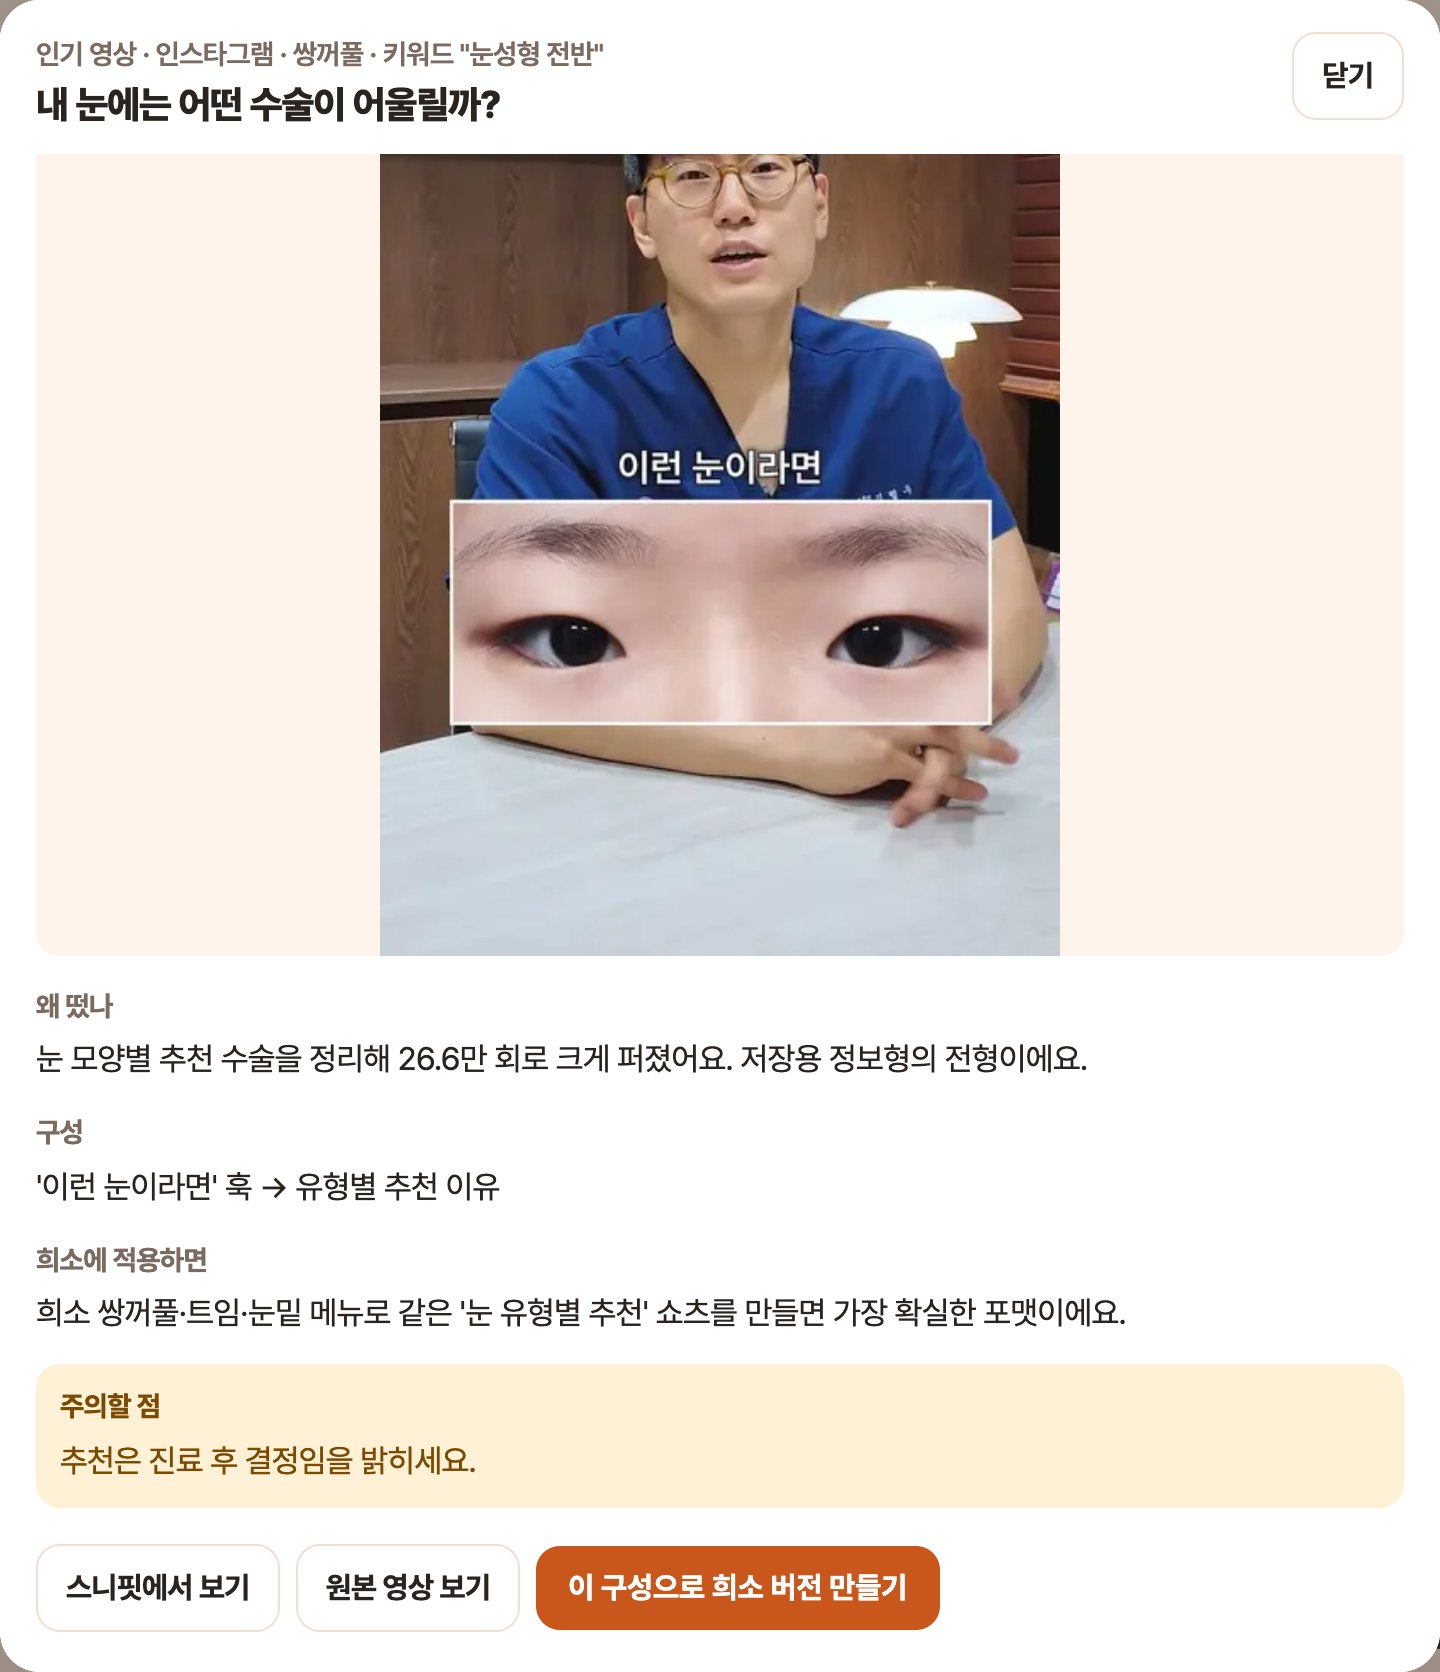 인기 영상 · 인스타그램 · 쌍꺼풀 · 키워드 "눈성형 전반"
내 눈에는 어떤 수술이 어울릴까?
닫기
이런 눈이라면
왜 떴나
눈 모양별 추천 수술을 정리해 26.6만 회로 크게 퍼졌어요. 저장용 정보형의 전형이에요.
구성
'이런 눈이라면' 훅 → 유형별 추천 이유
희소에 적용하면
희소 쌍꺼풀·트임·눈밑 메뉴로 같은 '눈 유형별 추천' 쇼츠를 만들면 가장 확실한 포맷이에요.
주의할 점
추천은 진료 후 결정임을 밝히세요.
스니핏에서 보기
원본 영상 보기
이 구성으로 희소 버전 만들기